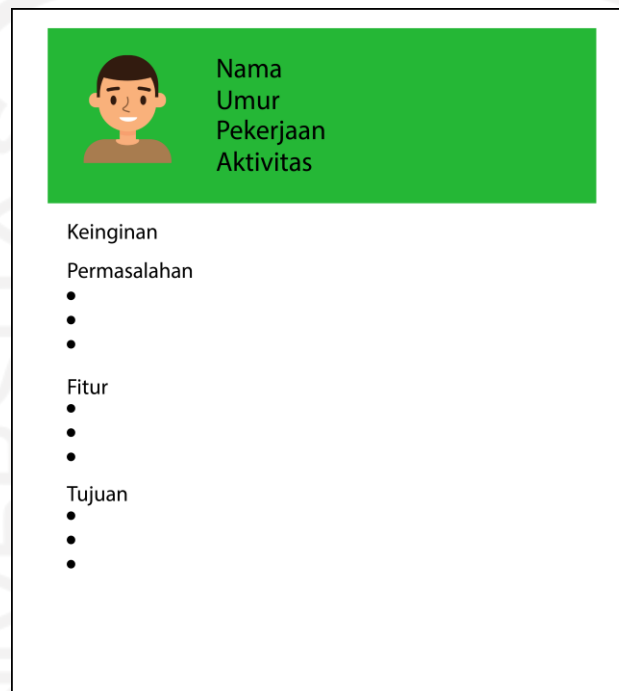 Nama
Umur
Pekerjaan
Aktivitas
Keinginan
Permasalahan
Fitur
Tujuan